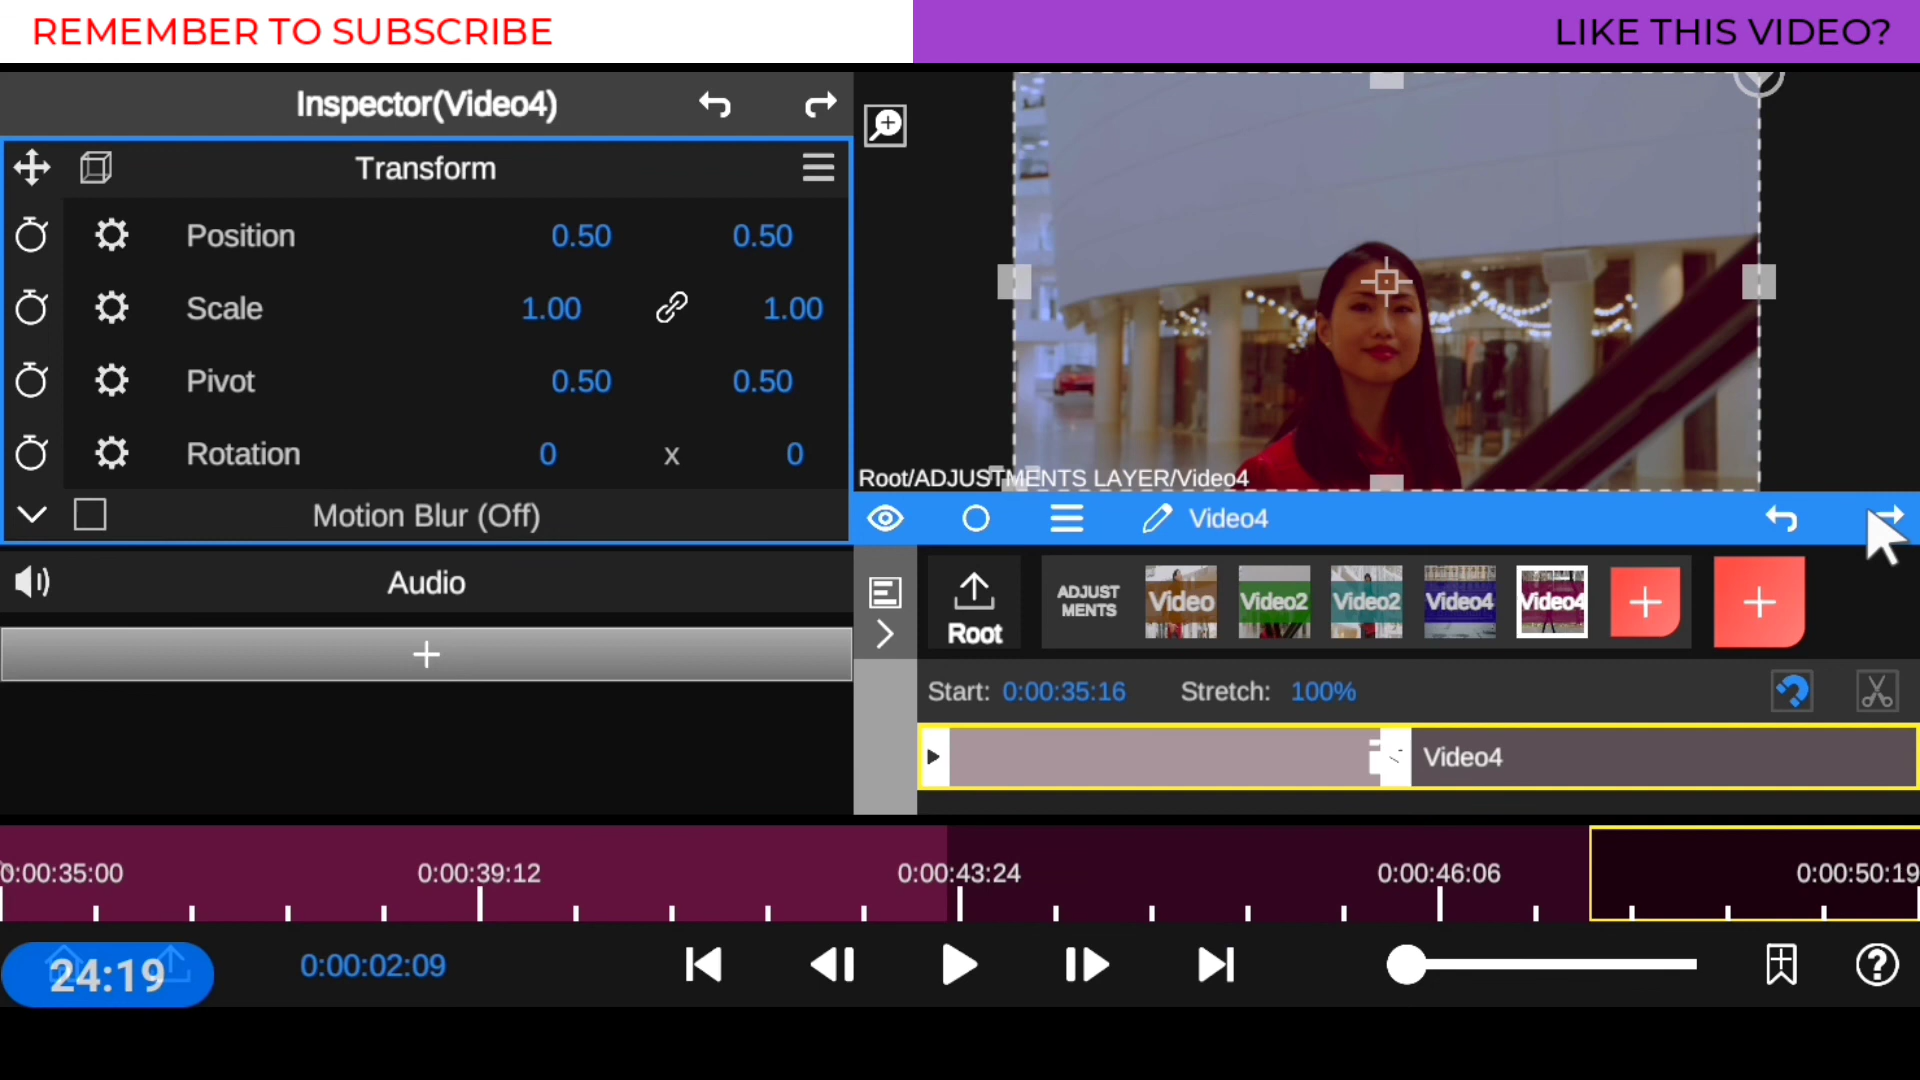 REMEMBER TO SUBSCRIBE
LIKE THIS VIDEO?
Inspector(Video4)
Transform
Position 0.50 0.50
Scale 1.00 1.00
Pivot 0.50 0.50
Rotation 0 x 0
Motion Blur (Off)
Audio
Root/ADJUSTMENTS LAYER/Video4
Video4
Root
ADJUST
MENTS
Video
Video2
Video2
Video4
Video4
Start: 0:00:35:16 Stretch: 100%
Video4
0:00:35:00 0:00:39:12 0:00:43:24 0:00:46:06 0:00:50:19
24:19
0:00:02:09